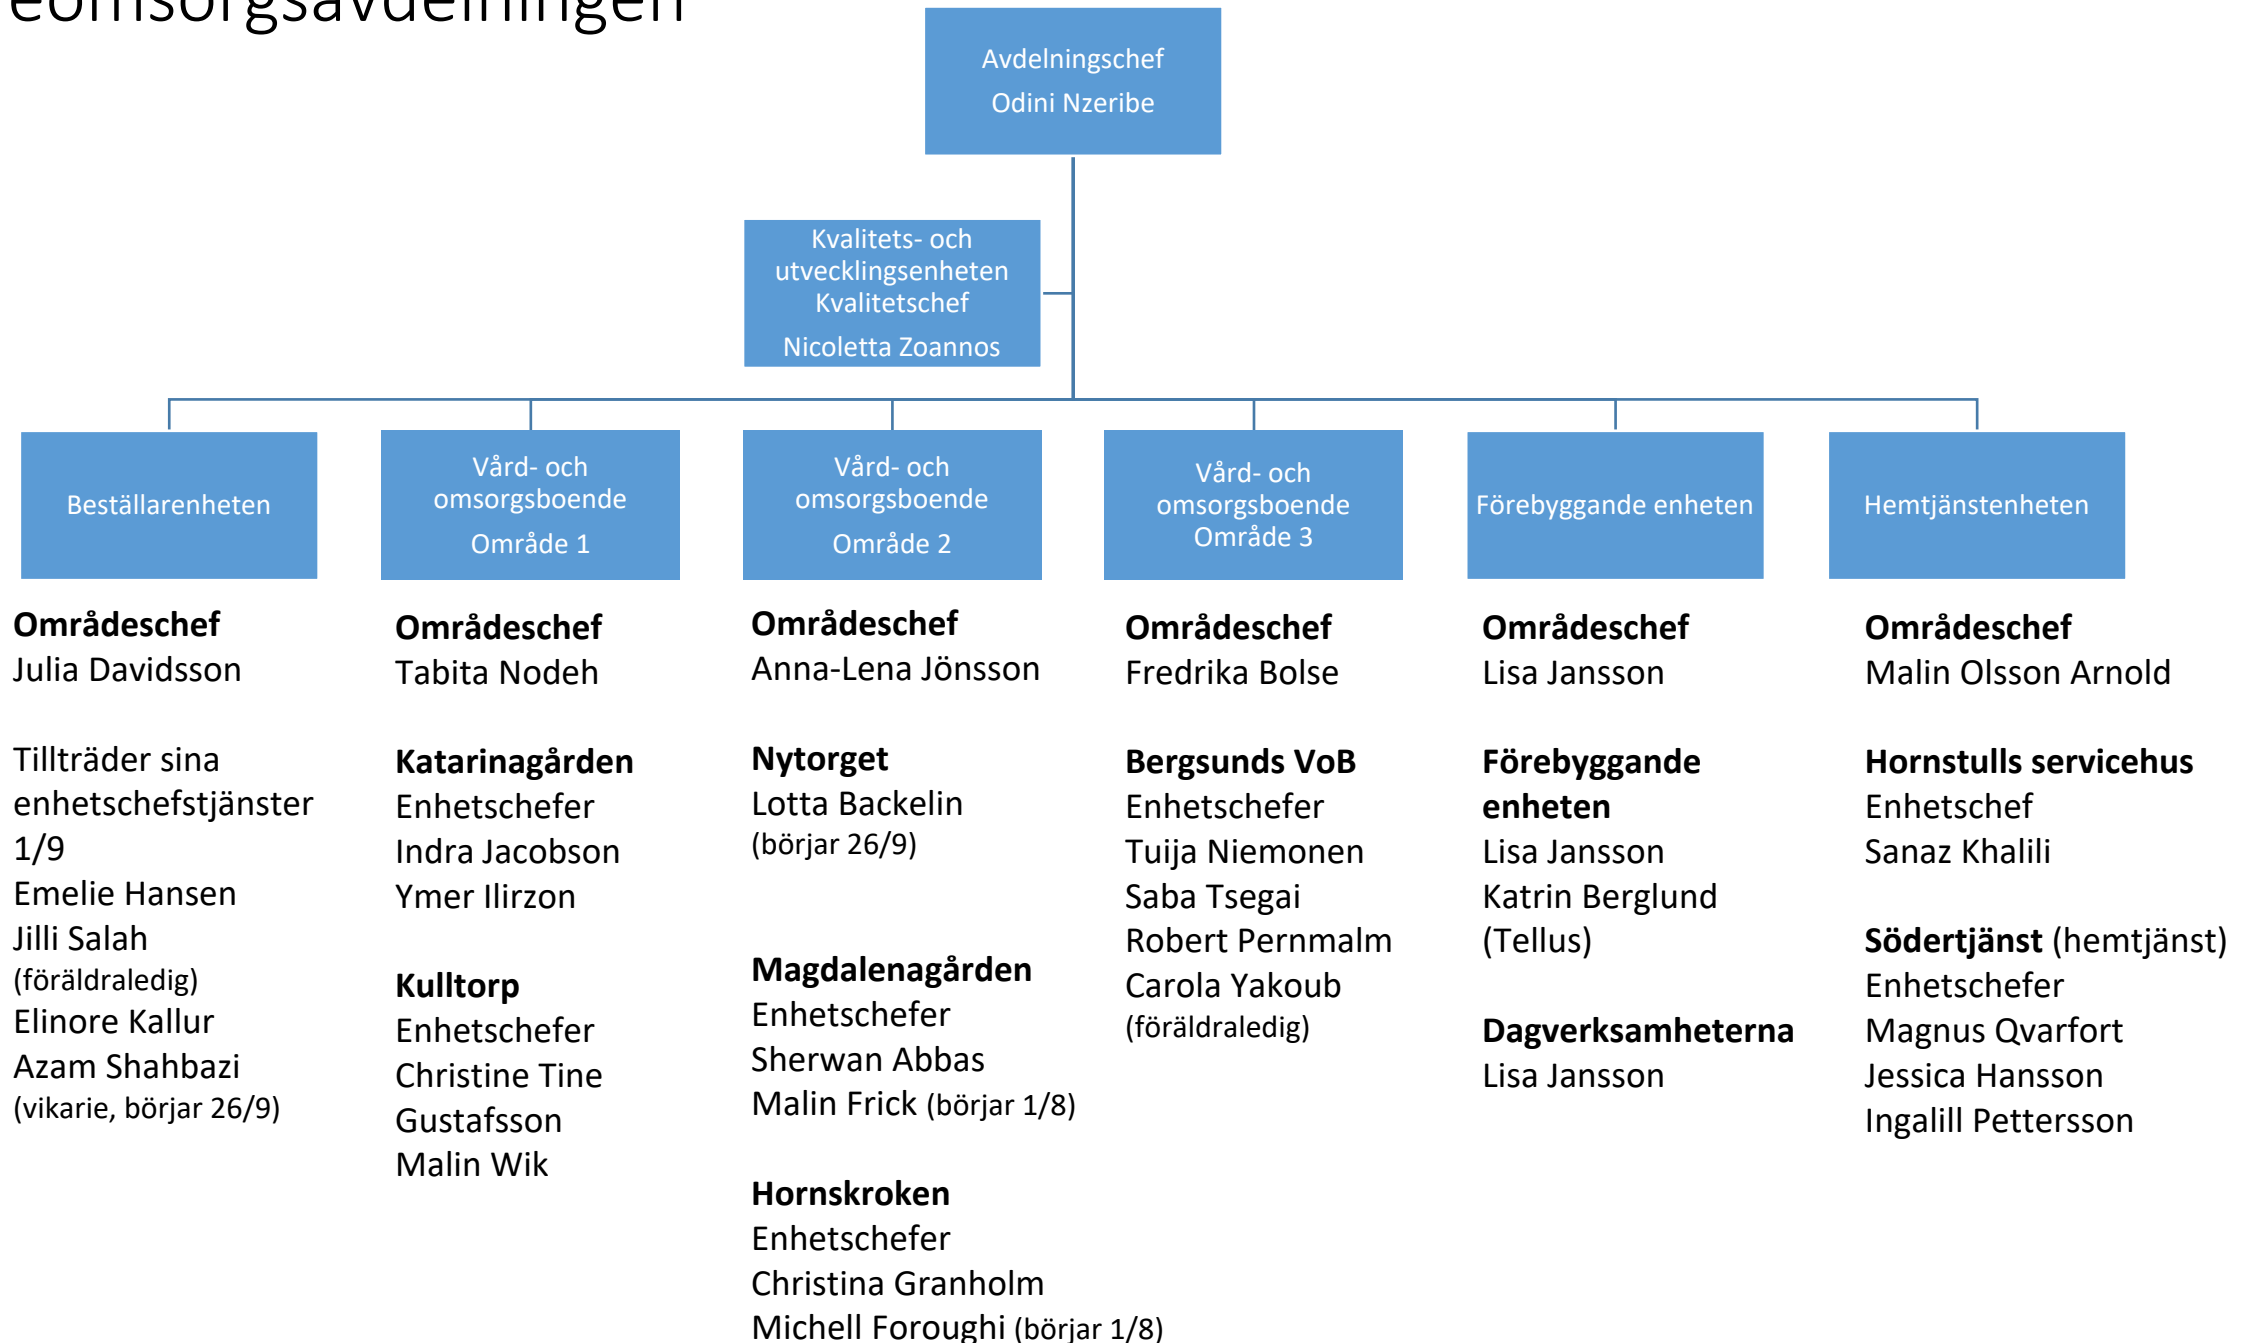 eomsorgsavdelningen
Avdelningschef
Odini Nzeribe
Kvalitets- och
utvecklingsenheten
Kvalitetschef
Nicoletta Zoannos
Beställarenheten
Vård- och
omsorgsboende
Område 1
Vård- och
omsorgsboende
Område 2
Vård- och
omsorgsboende
Område 3
Förebyggande enheten
Hemtjänstenheten
Områdeschef
Julia Davidsson
Tillträder sina
enhetschefstjänster
1/9
Emelie Hansen
Jilli Salah
(föräldraledig)
Elinore Kallur
Azam Shahbazi
(vikarie, börjar 26/9)
Områdeschef
Tabita Nodeh
Katarinagården
Enhetschefer
Indra Jacobson
Ymer Ilirzon
Kulltorp
Enhetschefer
Christine Tine
Gustafsson
Malin Wik
Områdeschef
Anna-Lena Jönsson
Nytorget
Lotta Backelin
(börjar 26/9)
Magdalenagården
Enhetschefer
Sherwan Abbas
Malin Frick (börjar 1/8)
Hornskroken
Enhetschefer
Christina Granholm
Michell Foroughi (börjar 1/8)
Områdeschef
Fredrika Bolse
Bergsunds VoB
Enhetschefer
Tuija Niemonen
Saba Tsegai
Robert Pernmalm
Carola Yakoub
(föräldraledig)
Områdeschef
Lisa Jansson
Förebyggande
enheten
Lisa Jansson
Katrin Berglund
(Tellus)
Dagverksamheterna
Lisa Jansson
Områdeschef
Malin Olsson Arnold
Hornstulls servicehus
Enhetschef
Sanaz Khalili
Södertjänst (hemtjänst)
Enhetschefer
Magnus Qvarfort
Jessica Hansson
Ingalill Pettersson